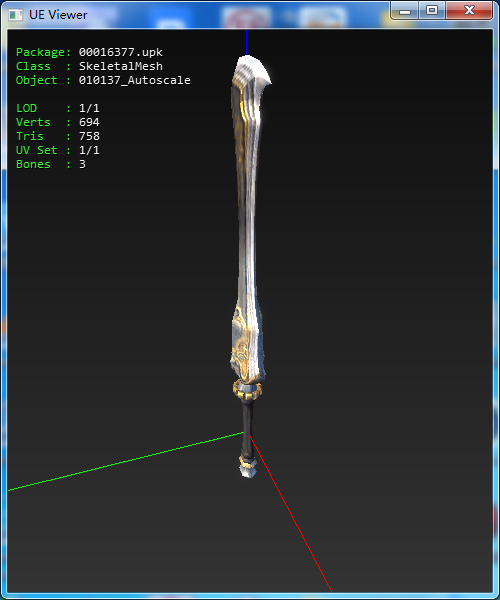 UE Viewer
Package: 00016377.upk
Class : SkeletalMesh
Object : 010137_Autoscale
LOD : 1/1
Verts : 694
Tris : 758
UV Set : 1/1
Bones : 3